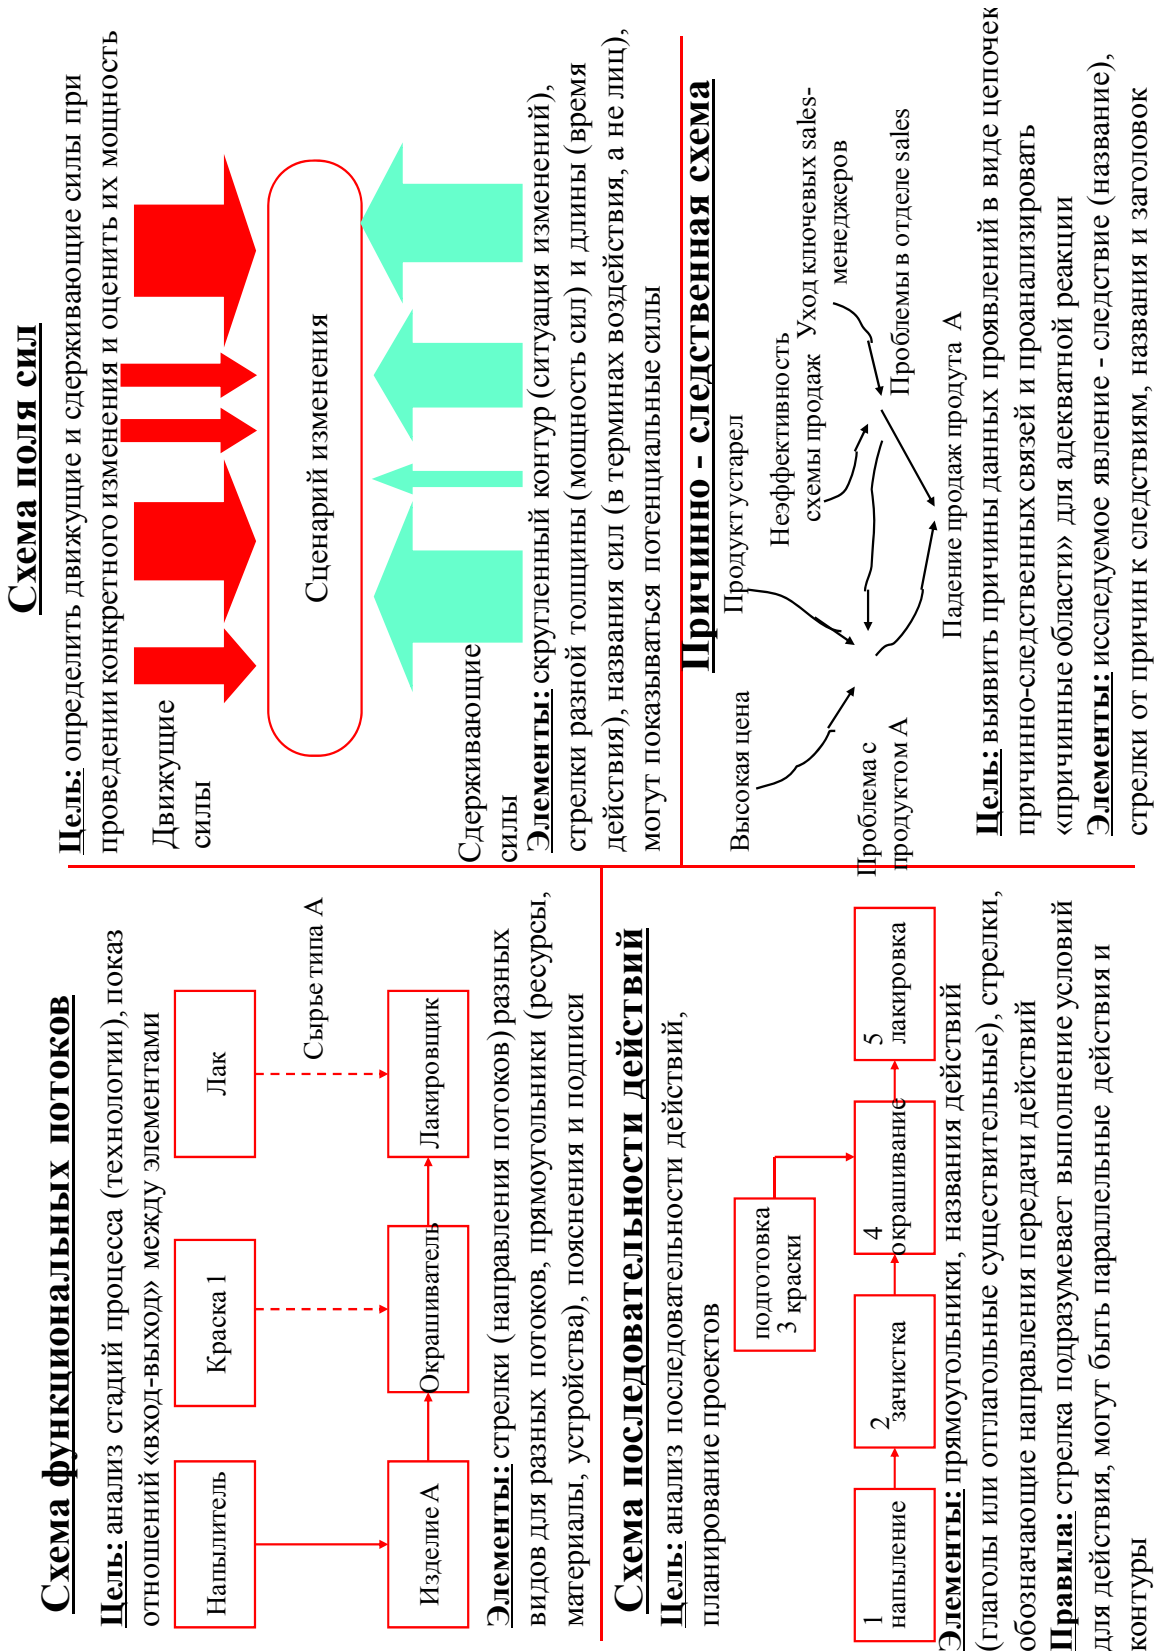 Схема функциональных потоков
Цель: анализ стадий процесса (технологии), показ
отношений «вход-выход» между элементами
Напылитель
Краска 1
Лак
Сырье типа А
Изделие А
Окрашиватель
Лакировщик
Элементы: стрелки (направления потоков) разных
видов для разных потоков, прямоугольники (ресурсы,
материалы, устройства), пояснения и подписи
Схема поля сил
Цель: определить движущие и сдерживающие силы при
проведении конкретного изменения и оценить их мощность
Движущие
силы
Сценарий изменения
Сдерживающие
силы
Элементы: скругленный контур (ситуация изменений),
стрелки разной толщины (мощность сил) и длины (время
действия), названия сил (в терминах воздействия, а не лиц),
могут показываться потенциальные силы
Схема последовательности действий
Цель: анализ последовательности действий,
планирование проектов
подготовка
3 краски
1
напыление
2
зачистка
4
окрашивание
5
лакировка
Элементы: прямоугольники, названия действий
(глаголы или отглагольные существительные), стрелки,
обозначающие направления передачи действий
Правила: стрелка подразумевает выполнение условий
для действия, могут быть параллельные действия и
контуры
Причинно - следственная схема
Высокая цена
Продукт устарел
Неэффективность
схемы продаж
Уход ключевых sales-
менеджеров
Проблема с
продуктом А
Проблемы в отделе sales
Падение продаж продута А
Цель: выявить причины данных проявлений в виде цепочек
причинно-следственных связей и проанализировать
«причинные области» для адекватной реакции
Элементы: исследуемое явление - следствие (название),
стрелки от причин к следствиям, названия и заголовок